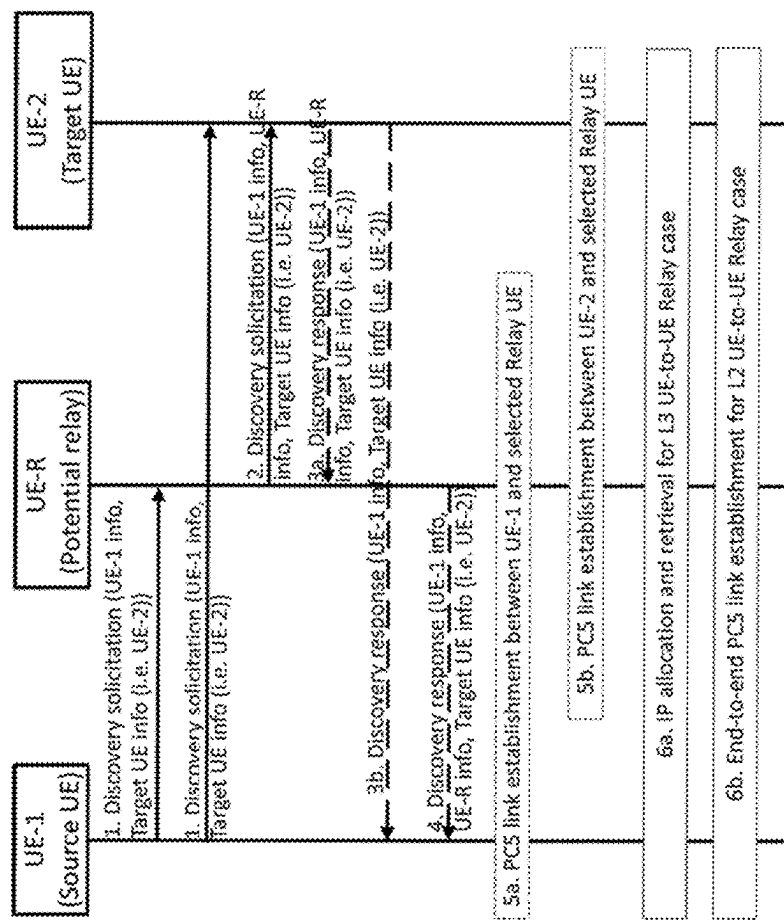 UE-1
(Source UE)
UE-R
(Potential relay)
UE-2
(Target UE)
1. Discovery solicitation (UE-1 info,
Target UE info (i.e. UE-2))
1. Discovery solicitation (UE-1 info,
Target UE info (i.e. UE-2))
2. Discovery solicitation (UE-1 info, UE-R
info, Target UE info (i.e. UE-2))
3a. Discovery response (UE-1 info, UE-R
info, Target UE info (i.e. UE-2))
3b. Discovery response (UE-1 info, Target UE info (i.e. UE-2))
4. Discovery response (UE-1 info,
UE-R info, Target UE info (i.e. UE-2))
5a. PC5 link establishment between UE-1 and selected Relay UE
5b. PC5 link establishment between UE-2 and selected Relay UE
6a. IP allocation and retrieval for L3 UE-to-UE Relay case
6b. End-to-end PC5 link establishment for L2 UE-to-UE Relay case